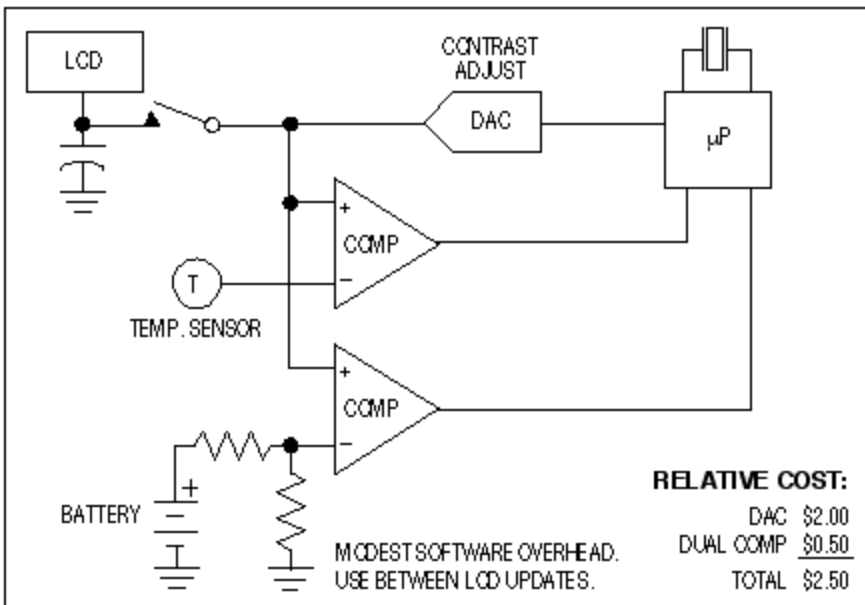 LCD
CONTRAST
ADJUST
DAC
µP
+
COMP
−
T
TEMP. SENSOR
+
COMP
−
+
BATTERY
MODEST SOFTWARE OVERHEAD.
USE BETWEEN LCD UPDATES.
RELATIVE COST:
DAC $2.00
DUAL COMP $0.50
TOTAL $2.50